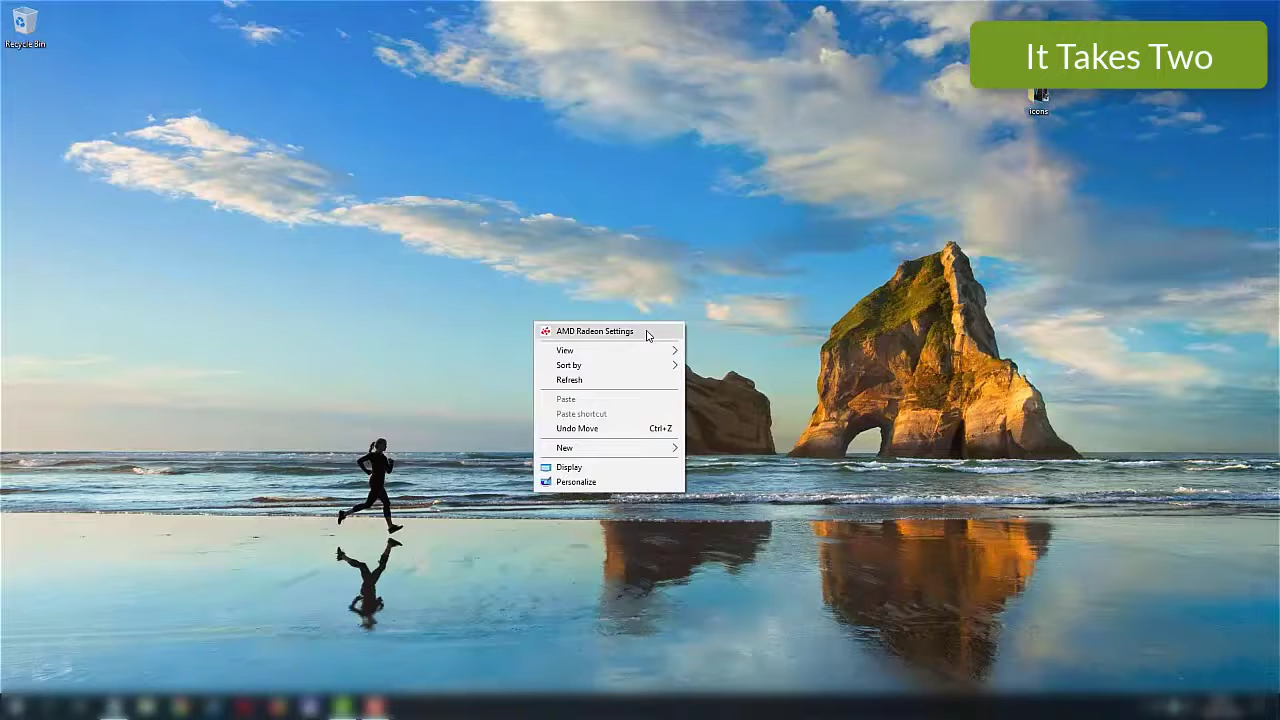 Recycle Bin
It Takes Two
icons
AMD Radeon Settings
View
Sort by
Refresh
Paste
Paste shortcut
Undo Move Ctrl+Z
New
Display
Personalize